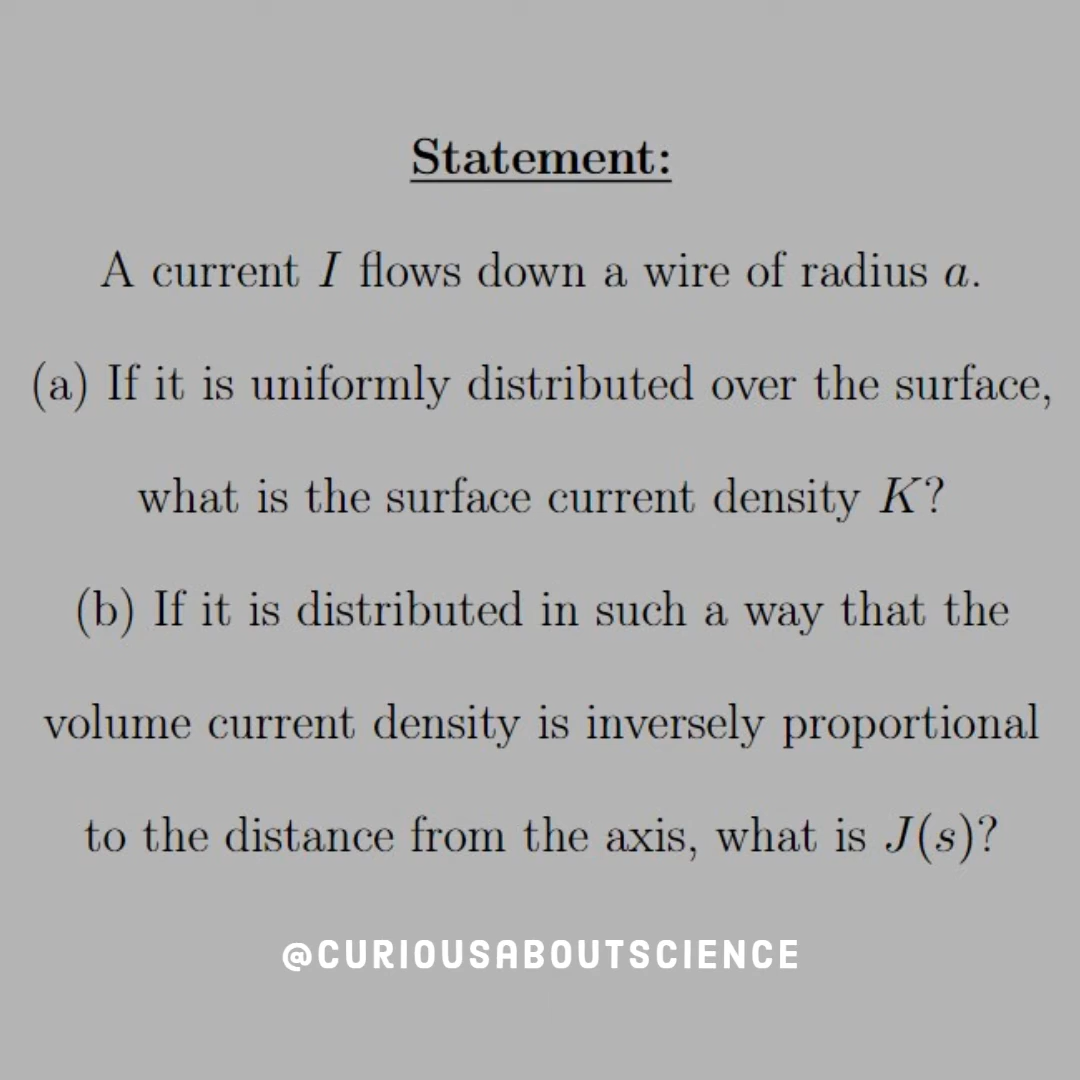 Statement:
A current I flows down a wire of radius a.
(a) If it is uniformly distributed over the surface,
what is the surface current density K?
(b) If it is distributed in such a way that the
volume current density is inversely proportional
to the distance from the axis, what is J(s)?
@CURIOUSABOUTSCIENCE